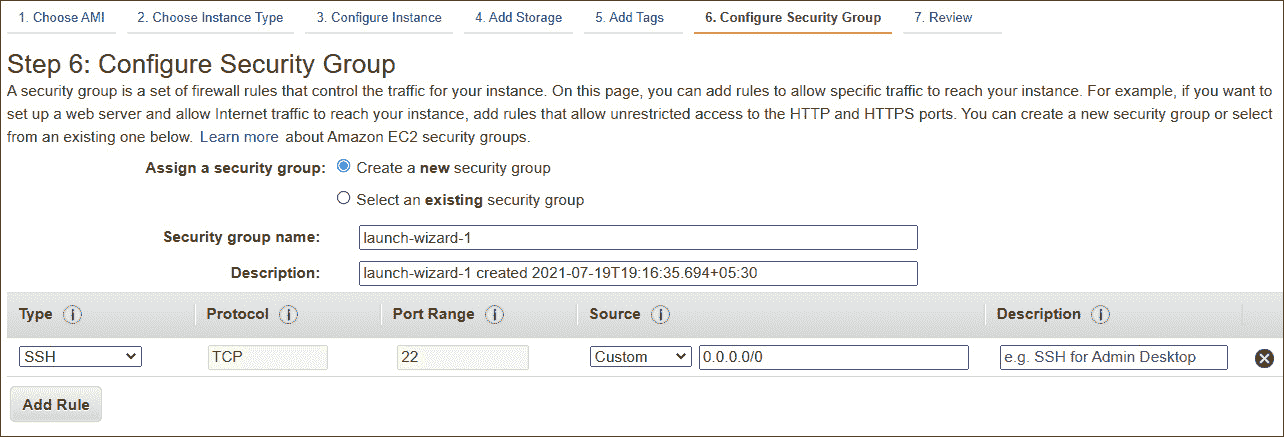 1. Choose AMI 2. Choose Instance Type 3. Configure Instance 4. Add Storage 5. Add Tags 6. Configure Security Group 7. Review
Step 6: Configure Security Group
A security group is a set of firewall rules that control the traffic for your instance. On this page, you can add rules to allow specific traffic to reach your instance. For example, if you want to
set up a web server and allow Internet traffic to reach your instance, add rules that allow unrestricted access to the HTTP and HTTPS ports. You can create a new security group or select
from an existing one below. Learn more about Amazon EC2 security groups.
Assign a security group: Create a new security group
Select an existing security group
Security group name: launch-wizard-1
Description: launch-wizard-1 created 2021-07-19T19:16:35.694+05:30
Type i Protocol i Port Range i Source i Description i
SSH TCP 22 Custom 0.0.0.0/0 e.g. SSH for Admin Desktop
Add Rule